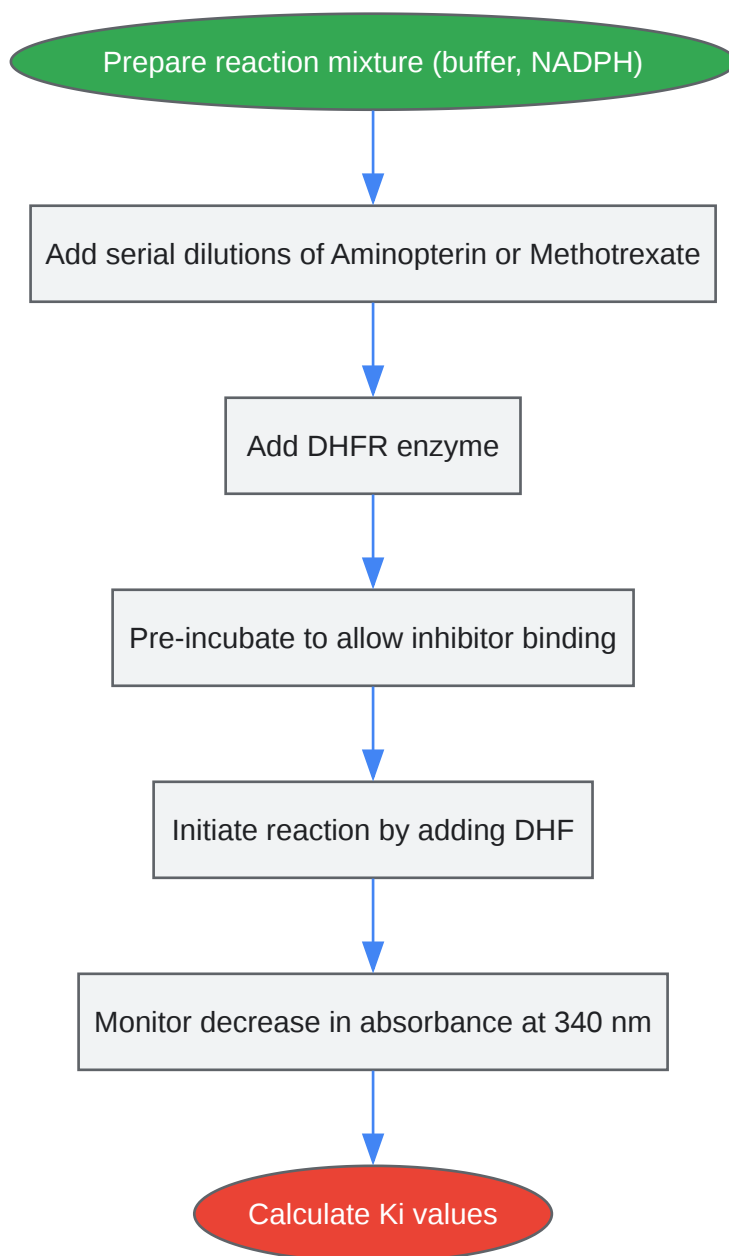 Prepare reaction mixture (buffer, NADPH)
Add serial dilutions of Aminopterin or Methotrexate
Add DHFR enzyme
Pre-incubate to allow inhibitor binding
Initiate reaction by adding DHF
Monitor decrease in absorbance at 340 nm
Calculate Ki values